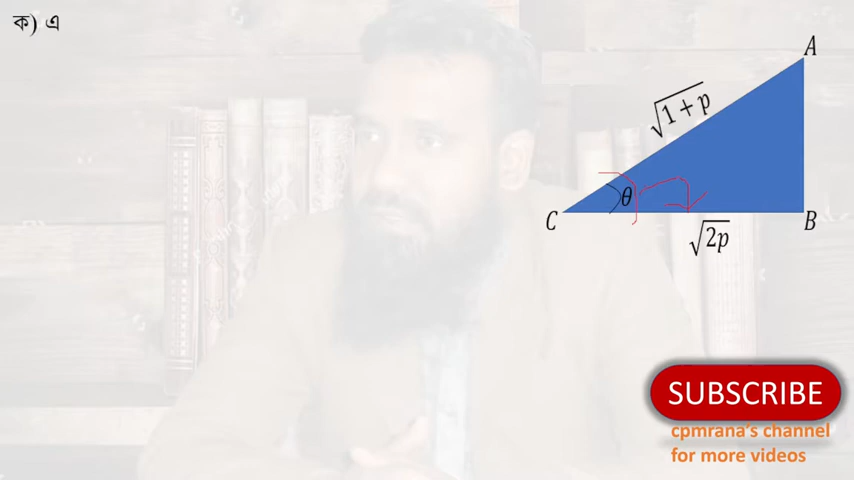 ক) এ
A
√1 + p
θ
C
B
√2p
SUBSCRIBE
cpmrana's channel
for more videos